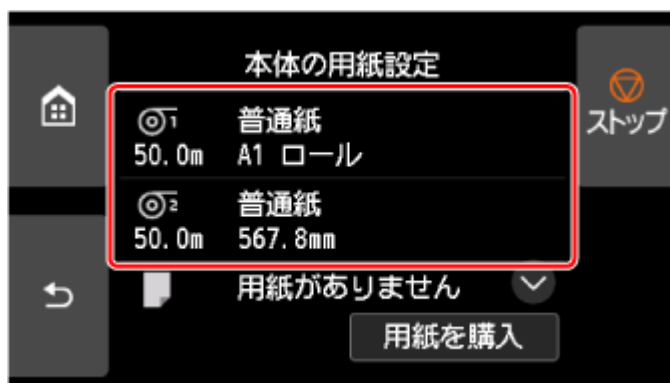 本体の用紙設定
ストップ
1 普通紙
50.0m A1 ロール
2 普通紙
50.0m 567.8mm
用紙がありません
用紙を購入